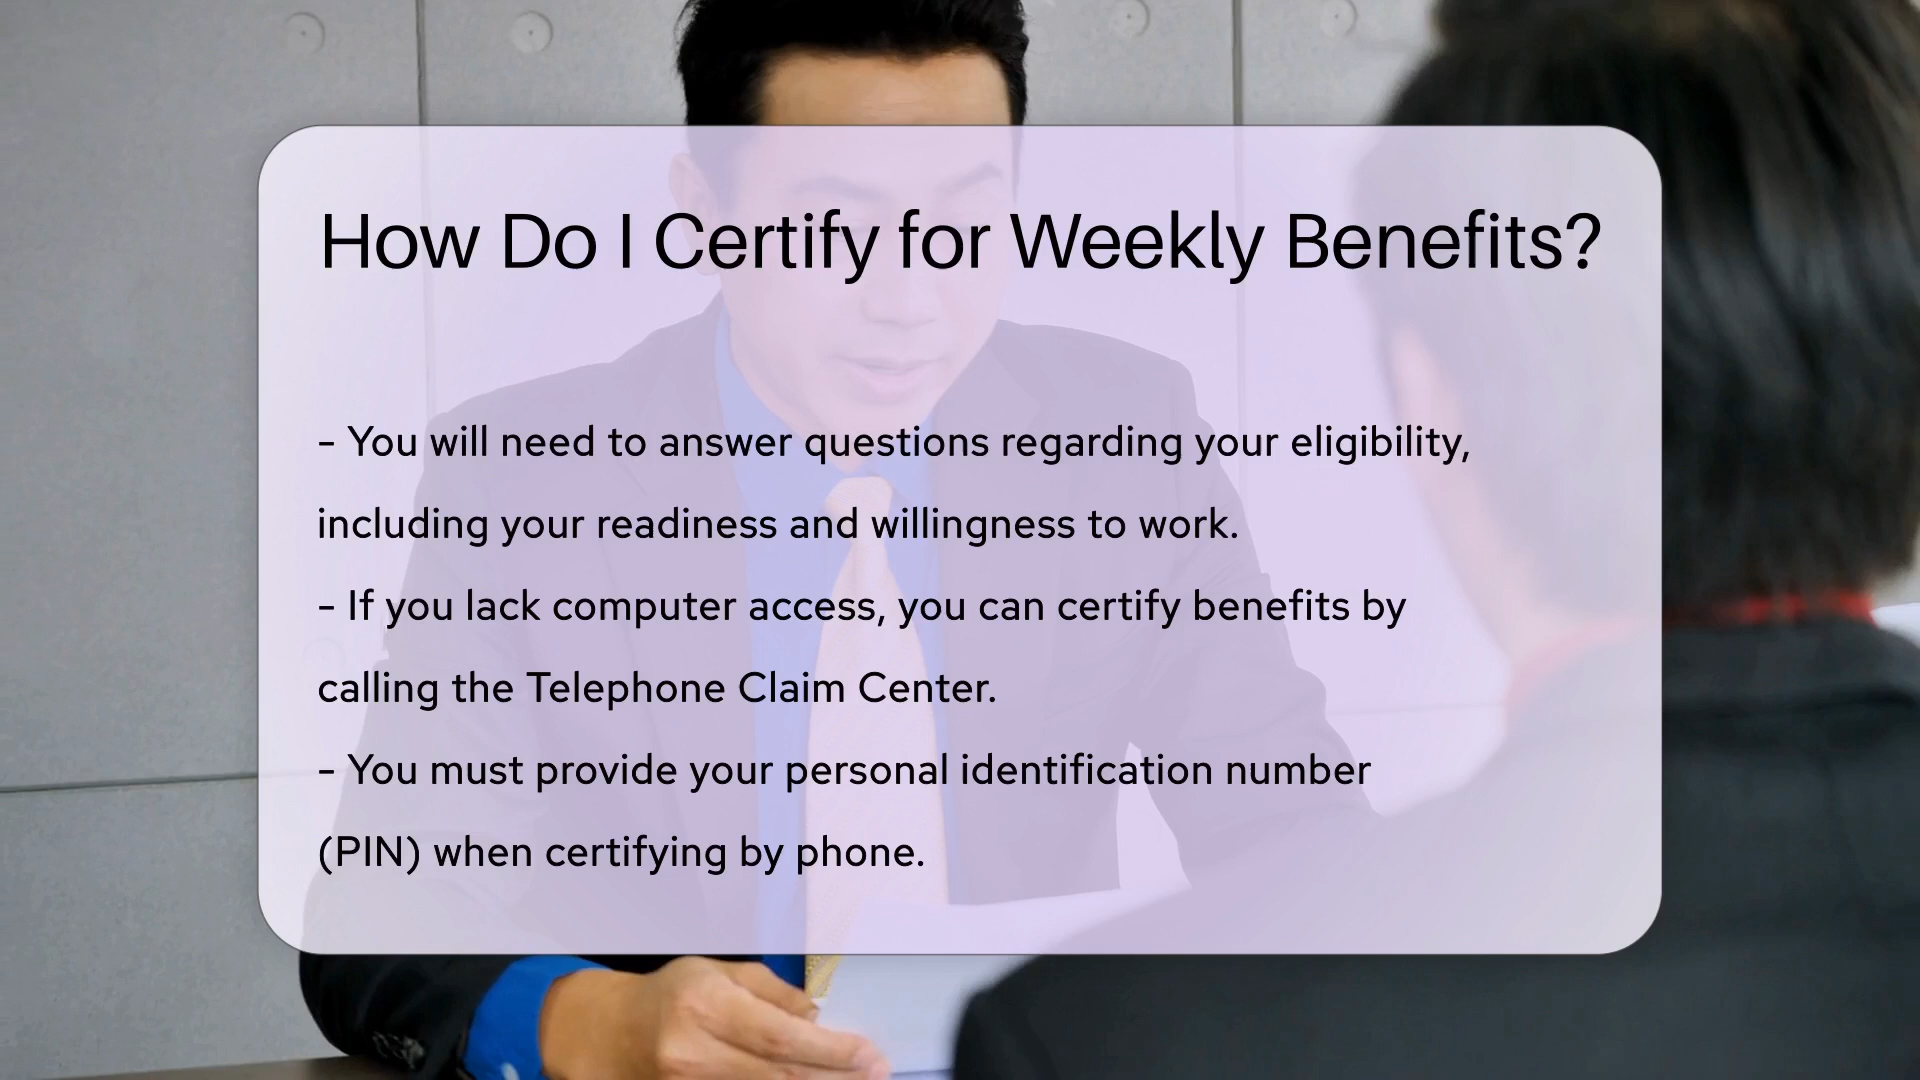 How Do I Certify for Weekly Benefits?
- You will need to answer questions regarding your eligibility,
including your readiness and willingness to work.
- If you lack computer access, you can certify benefits by
calling the Telephone Claim Center.
- You must provide your personal identification number
(PIN) when certifying by phone.